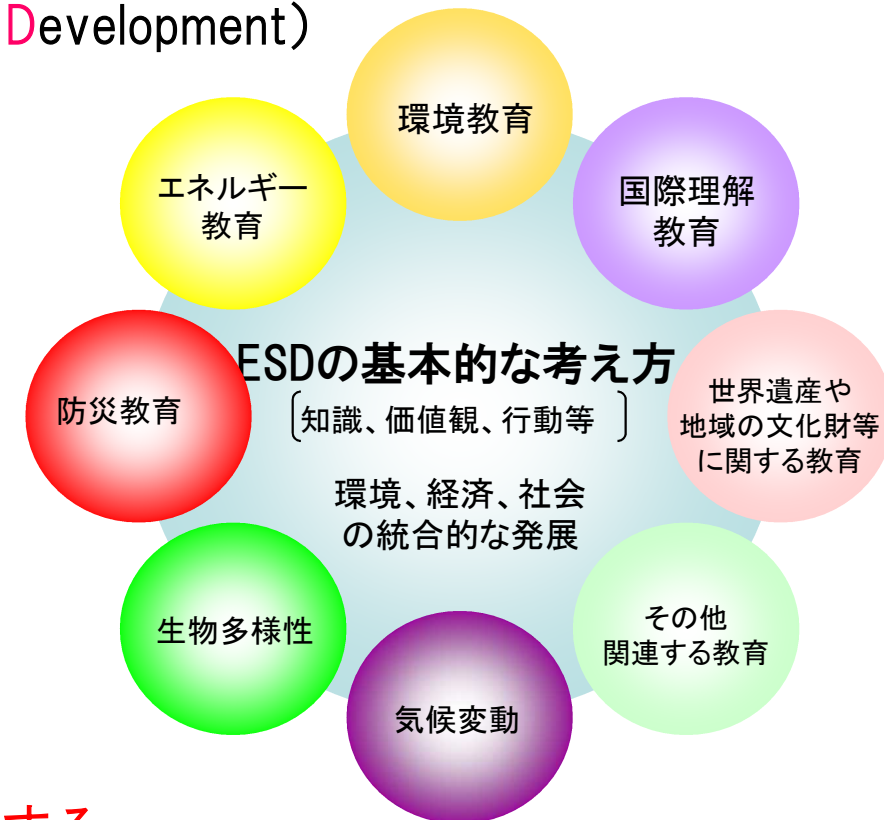 Development)
環境教育
国際理解
教育
世界遺産や
地域の文化財等
に関する教育
その他
関連する教育
気候変動
生物多様性
防災教育
エネルギー
教育
ESDの基本的な考え方
〔知識、価値観、行動等 〕
環境、経済、社会
の統合的な発展
する